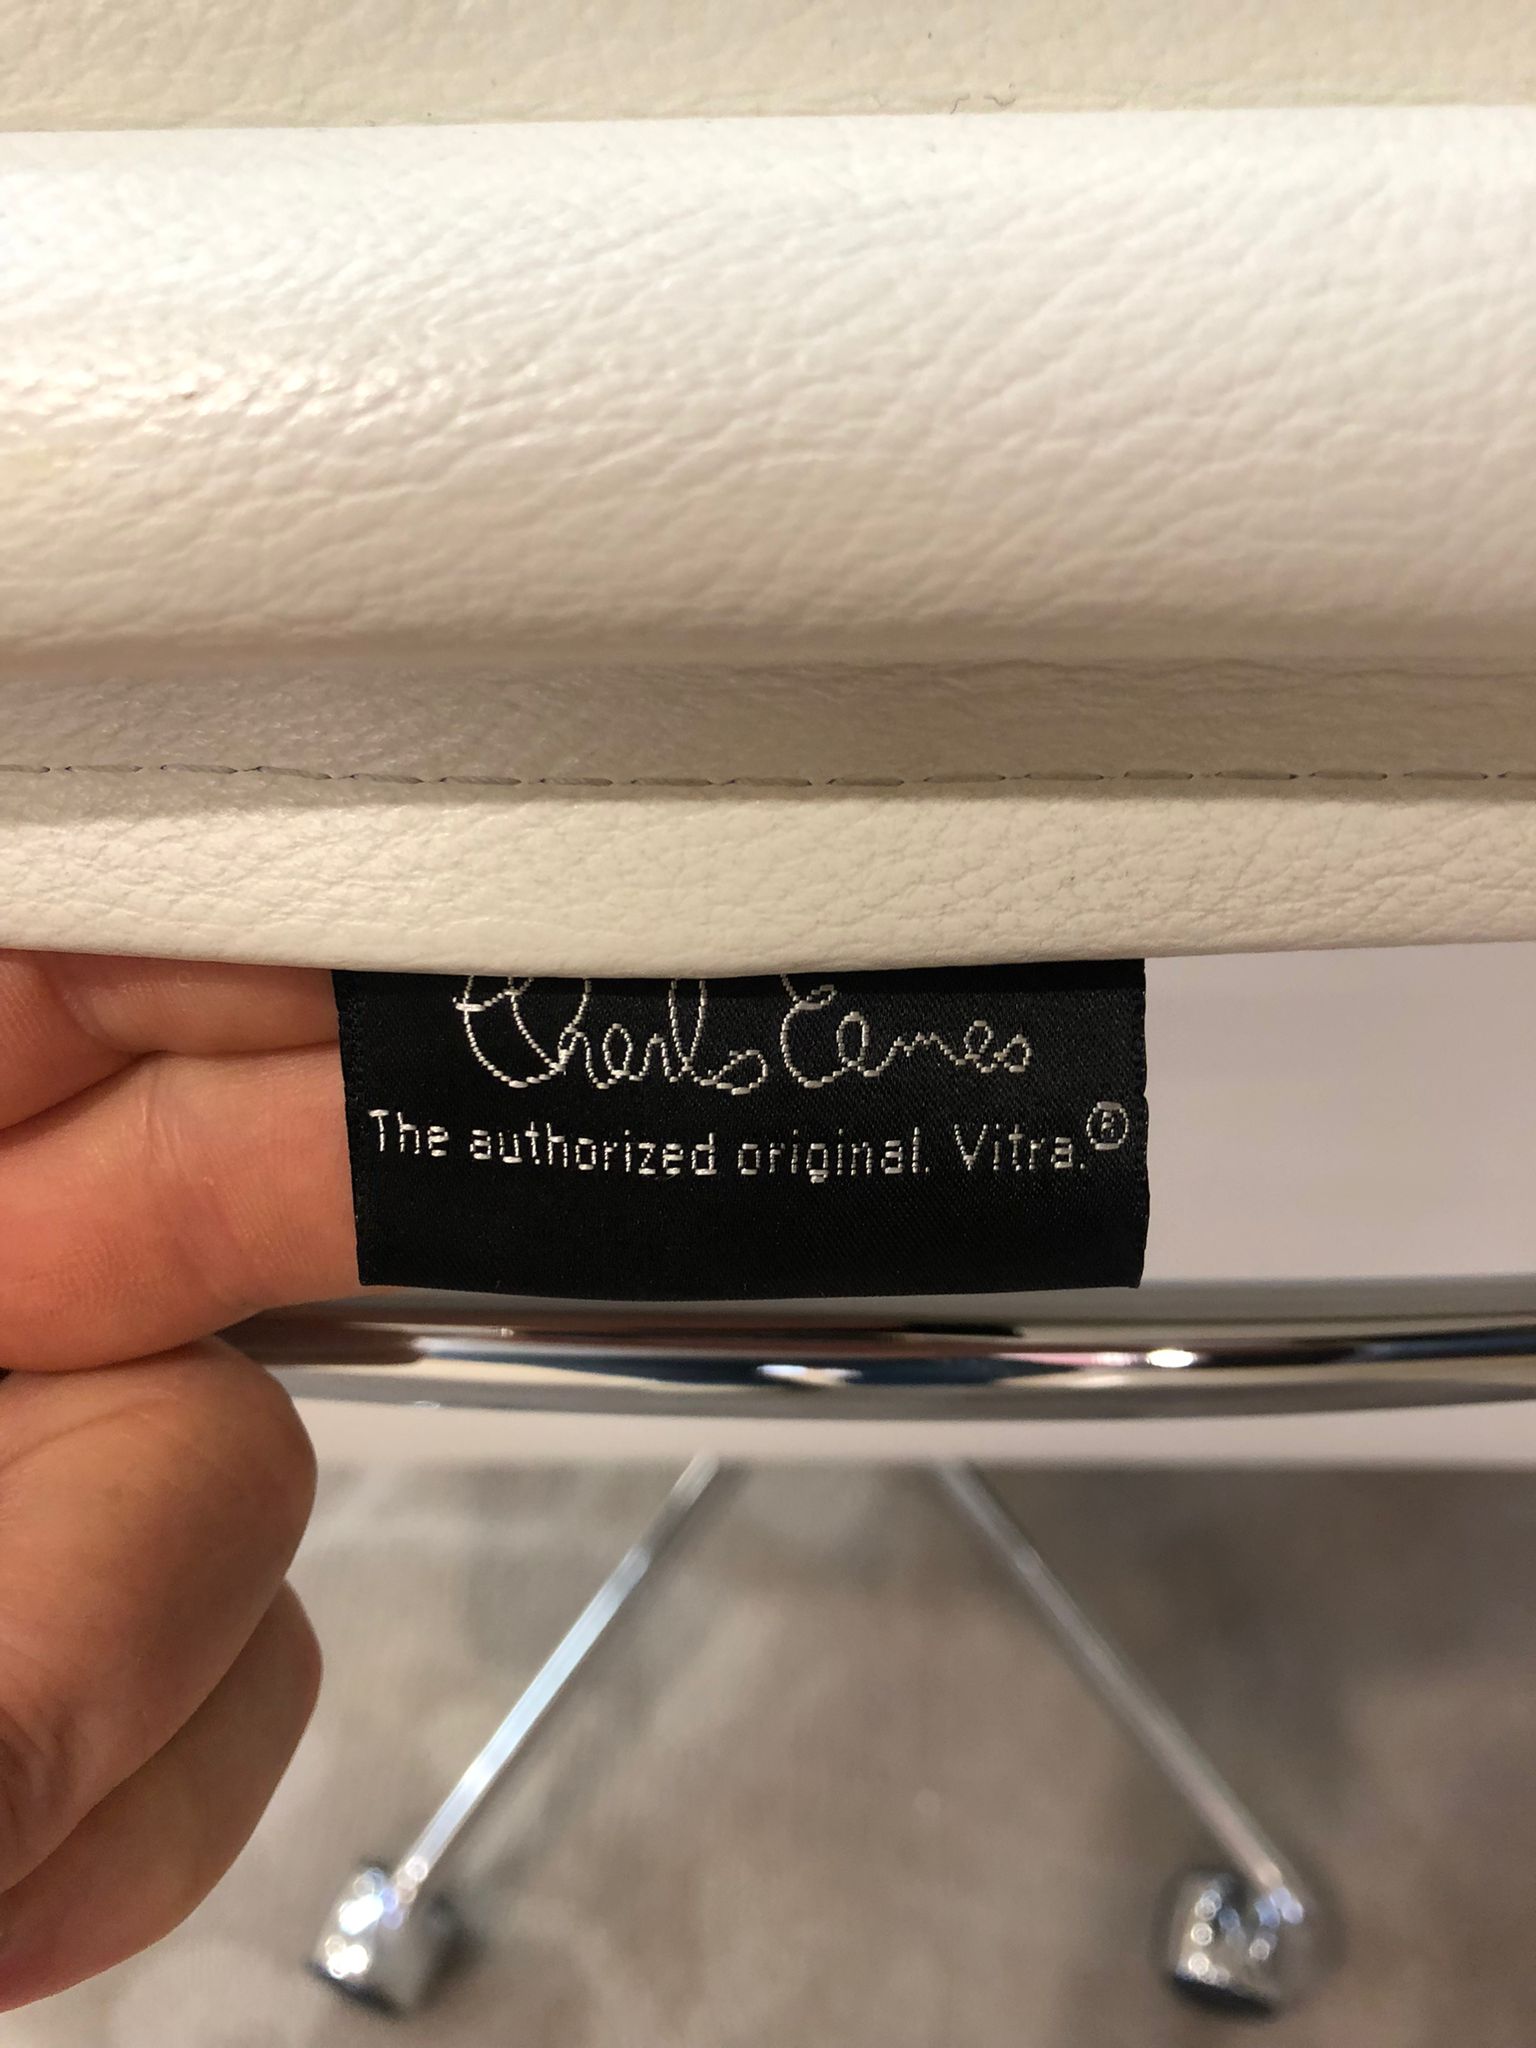 Charles Eames
The authorized original. Vitra.®